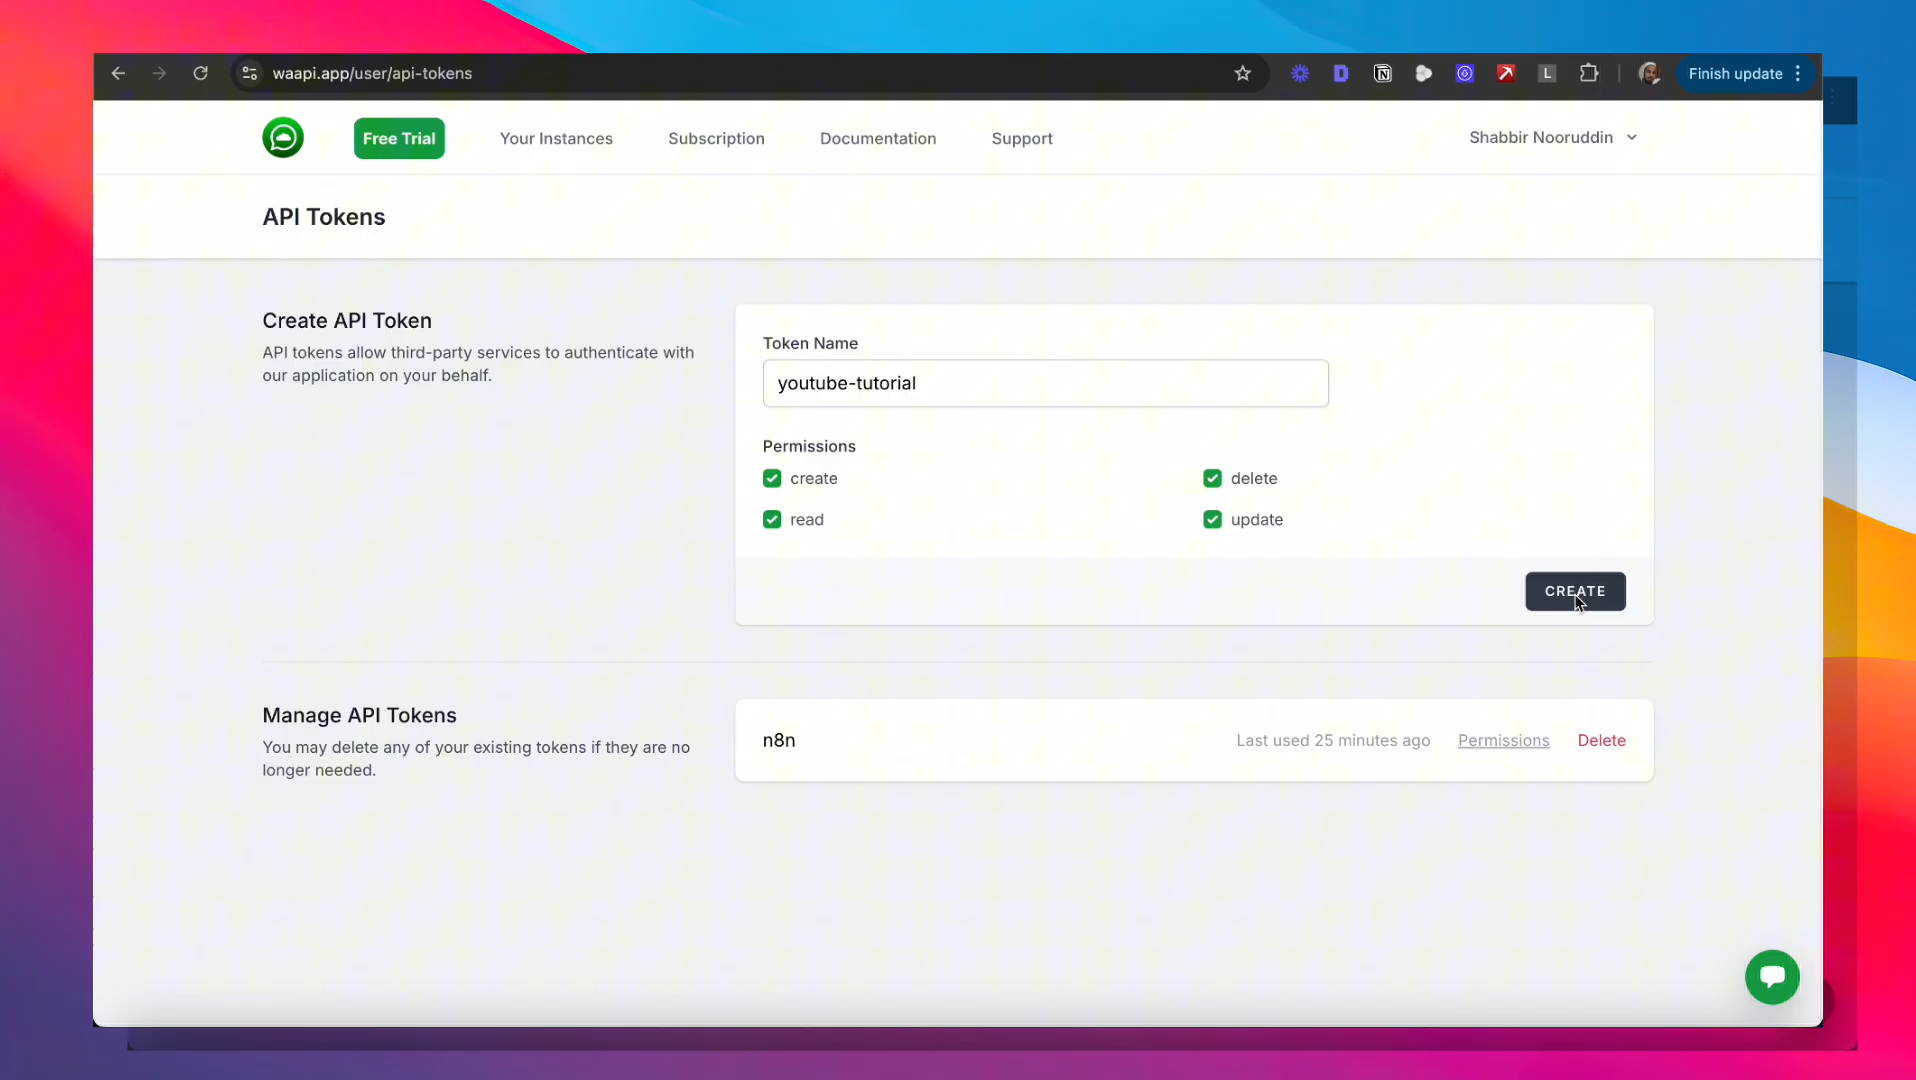 waapi.app/user/api-tokens
D
N
L
Finish update
Free Trial
Your Instances
Subscription
Documentation
Support
Shabbir Nooruddin
API Tokens
Create API Token
API tokens allow third-party services to authenticate with
our application on your behalf.
Token Name
youtube-tutorial
Permissions
create
delete
read
update
CREATE
Manage API Tokens
You may delete any of your existing tokens if they are no
longer needed.
n8n
Last used 25 minutes ago
Permissions
Delete